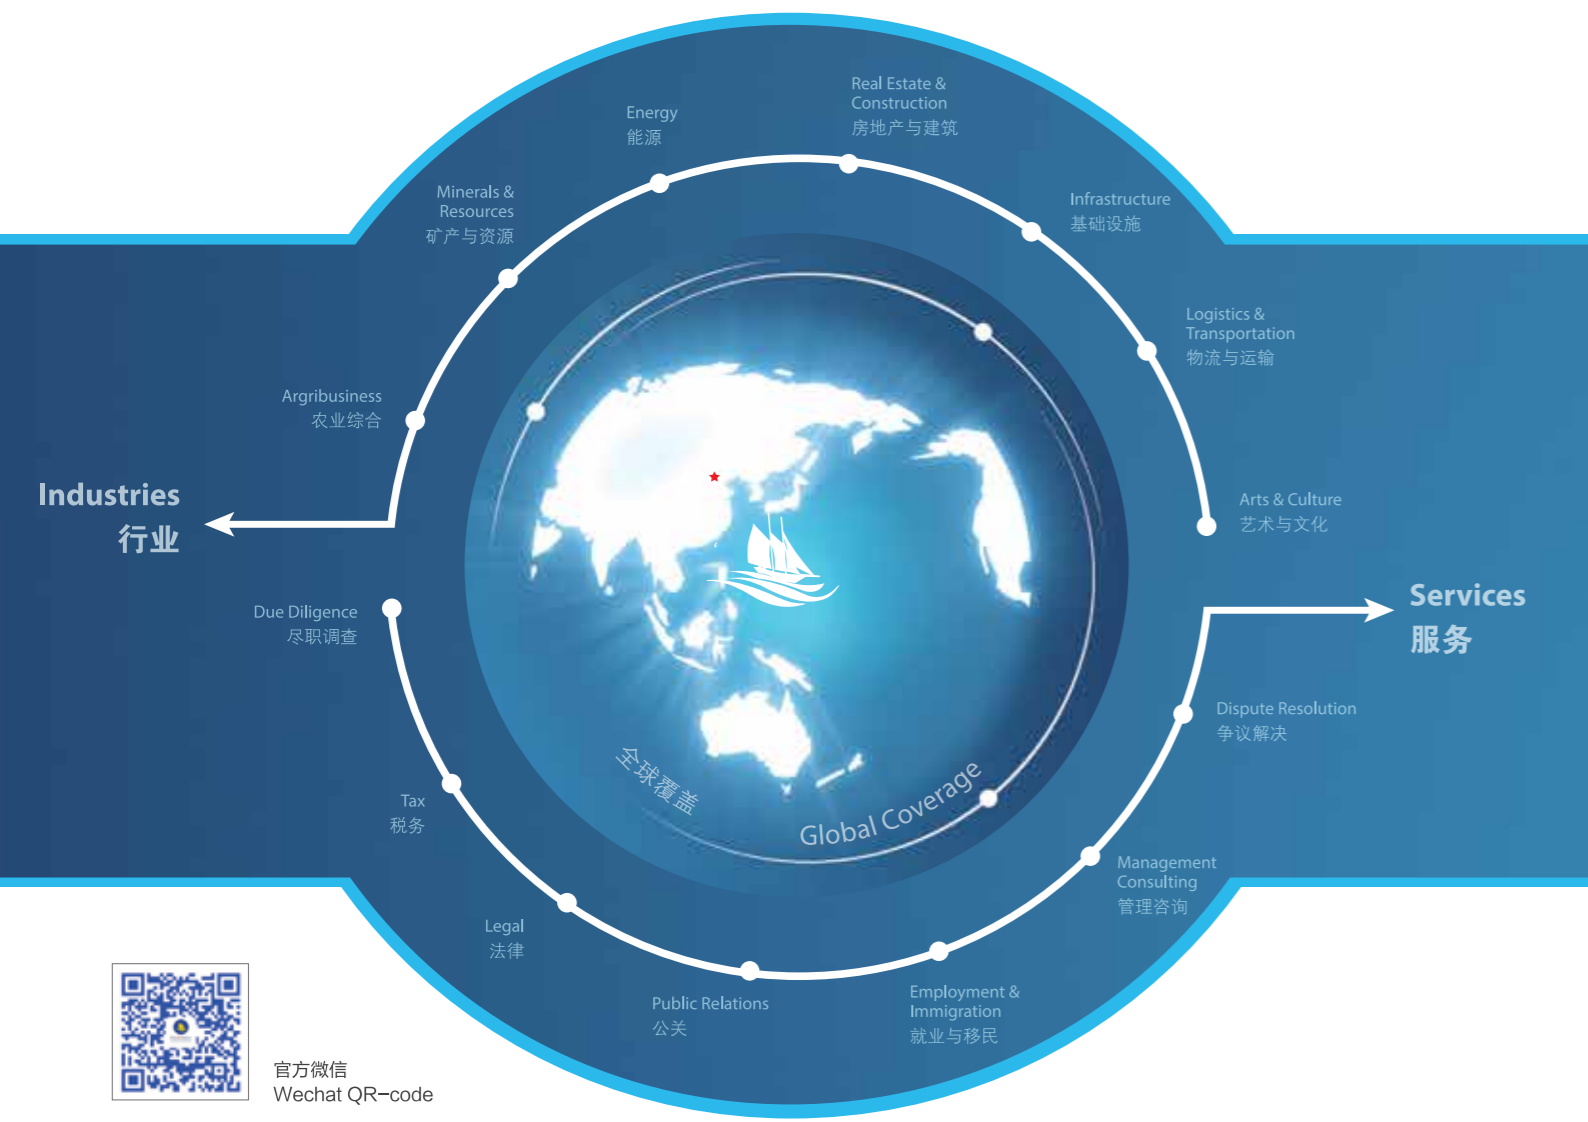 Real Estate &
Construction
房地产与建筑
Energy
能源
Minerals &
Resources
矿产与资源
Infrastructure
基础设施
Logistics &
Transportation
物流与运输
Argribusiness
农业综合
Industries
行业
Arts & Culture
艺术与文化
Due Diligence
尽职调查
Services
服务
Dispute Resolution
争议解决
Tax
税务
全球覆盖
Global Coverage
Management
Consulting
管理咨询
Legal
法律
Public Relations
公关
Employment &
Immigration
就业与移民
官方微信
Wechat QR-code